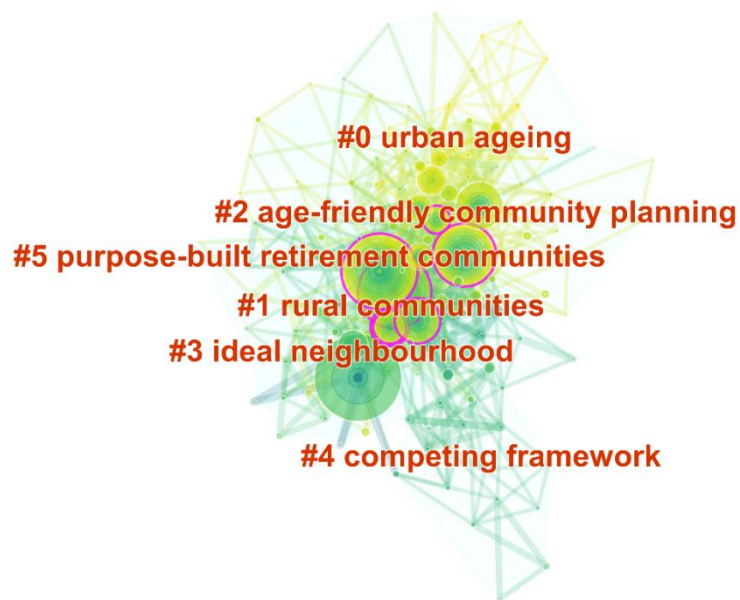 #0 urban ageing
#2 age-friendly community planning
#5 purpose-built retirement communities
#1 rural communities
#3 ideal neighbourhood
#4 competing framework